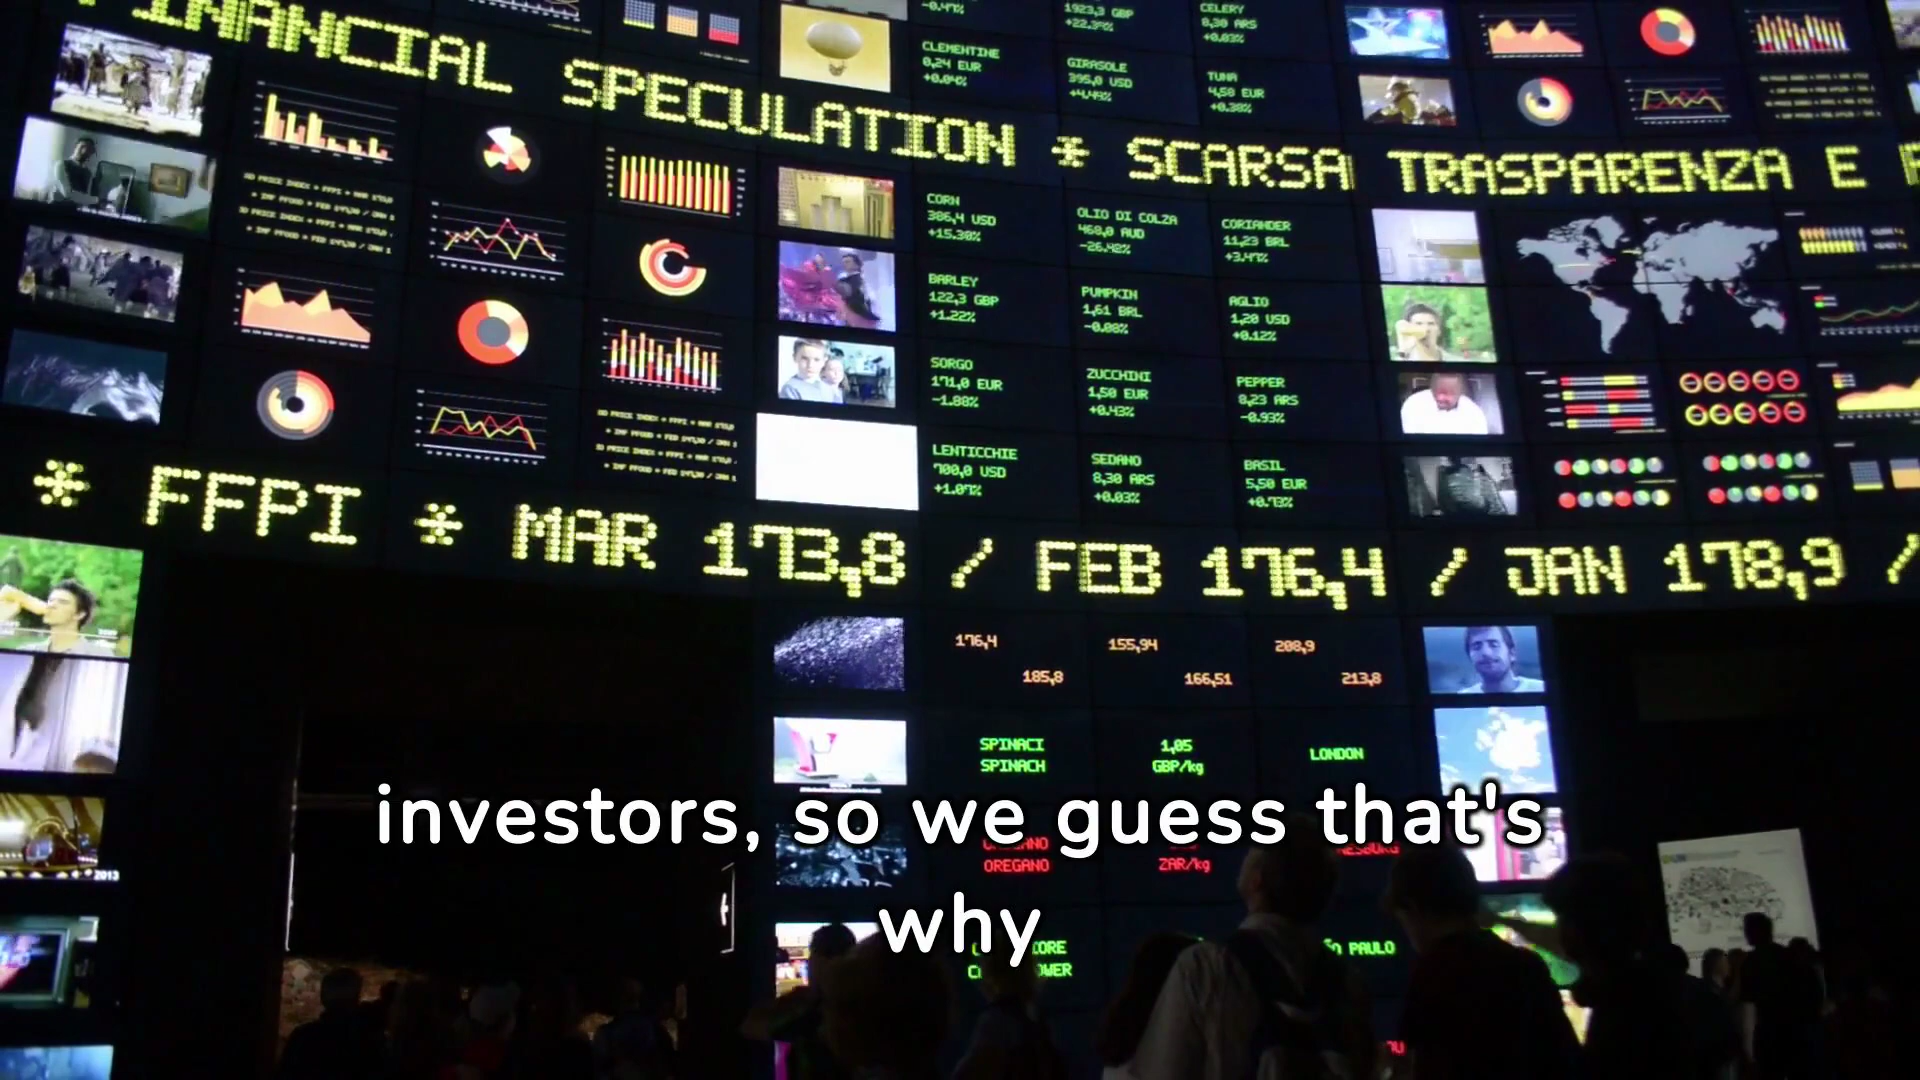 FINANCIAL SPECULATION * SCARSA TRASPARENZA E
-0,47%
1923,3 GBP
+22,39%
CELERY
8,30 ARS
+0,03%
CLEMENTINE
0,24 EUR
+0,04%
GIRASOLE
395,0 USD
+4,49%
TUNA
4,58 EUR
+0,38%
CORN
386,4 USD
+15,30%
OLIO DI COLZA
468,0 AUD
-26,42%
CORIANDER
11,23 BRL
+3,47%
BARLEY
122,3 GBP
+1,22%
PUMPKIN
1,61 BRL
-0,08%
AGLIO
1,20 USD
+0,12%
SORGO
171,0 EUR
-1,88%
ZUCCHINI
1,50 EUR
+0,43%
PEPPER
8,23 ARS
-0,93%
LENTICCHIE
700,0 USD
+1,07%
SEDANO
8,30 ARS
+0,03%
BASIL
5,50 EUR
+0,73%
* FFPI * MAR 173,8 / FEB 176,4 / JAN 178,9 /
176,4
155,94
208,9
185,8
166,51
213,8
SPINACI
SPINACH
1,05
GBP/kg
LONDON
investors, so we guess that's
why
OREGANO
ZAR/kg
PAULO
2013